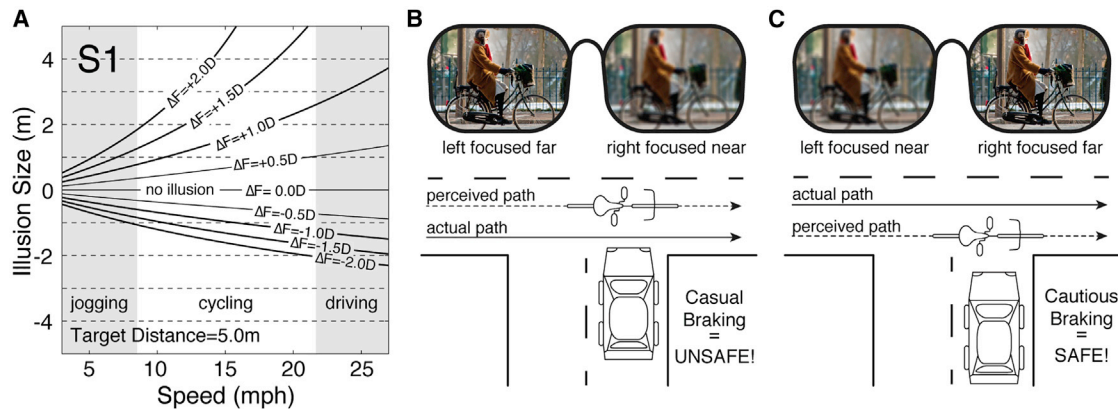 A
S1
ΔF=+2.0D
ΔF=+1.5D
ΔF=+1.0D
ΔF=+0.5D
no illusion ΔF= 0.0D
ΔF=-0.5D
ΔF=-1.0D
ΔF=-1.5D
ΔF=-2.0D
jogging cycling driving
Target Distance=5.0m
Illusion Size (m)
4
2
0
-2
-4
5 10 15 20 25
Speed (mph)
B
left focused far right focused near
perceived path
actual path
Casual
Braking
=
UNSAFE!
C
left focused near right focused far
actual path
perceived path
Cautious
Braking
=
SAFE!